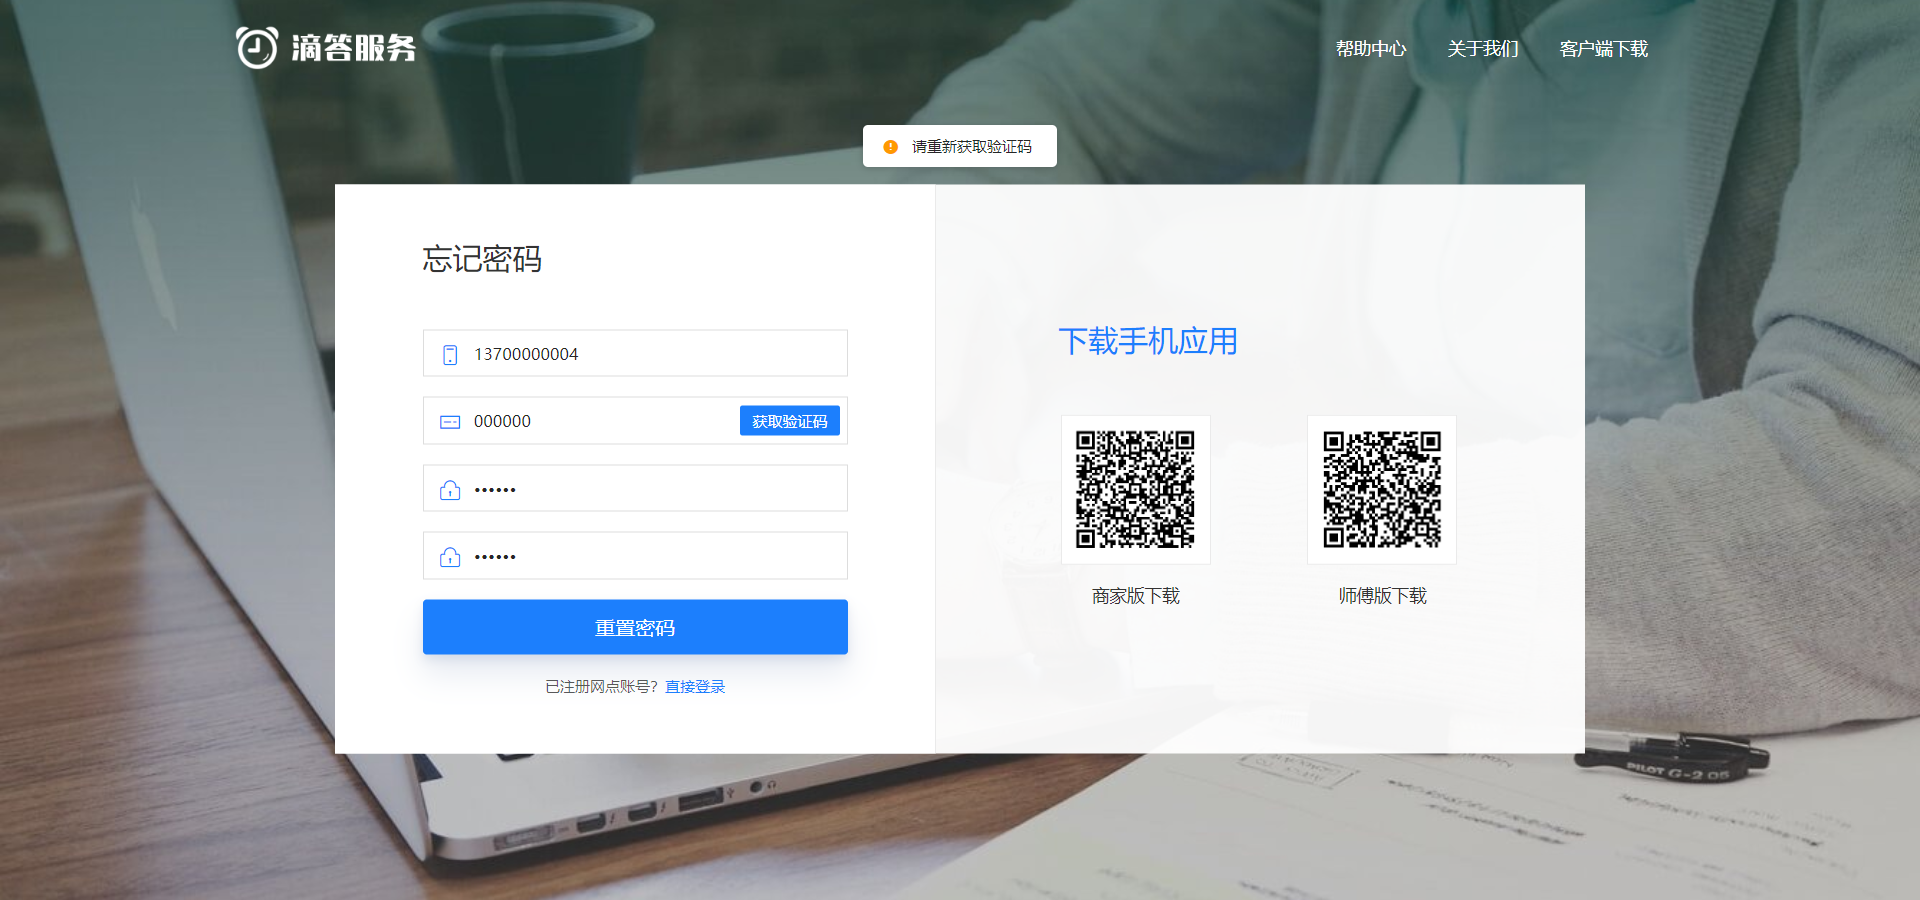 滴答服务
帮助中心
关于我们
客户端下载
请重新获取验证码
忘记密码
13700000004
000000
获取验证码
••••••
••••••
重置密码
已注册网点账号? 直接登录
下载手机应用
商家版下载
师傅版下载
PILOT G-2 05